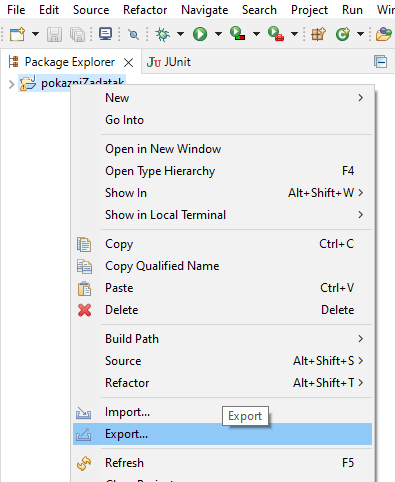 File Edit Source Refactor Navigate Search Project Run Win
Package Explorer JUnit
pokazniZadatak
New
Go Into
Open in New Window
Open Type Hierarchy F4
Show In Alt+Shift+W
Show in Local Terminal
Copy Ctrl+C
Copy Qualified Name
Paste Ctrl+V
Delete Delete
Build Path
Source Alt+Shift+S
Refactor Alt+Shift+T
Import...
Export
Export...
Refresh F5